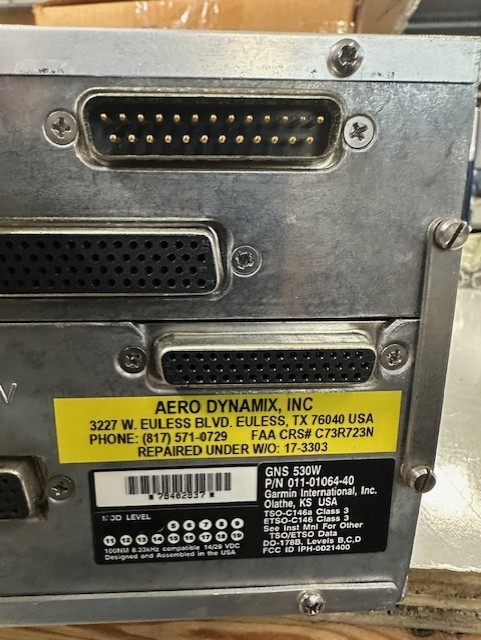 AERO DYNAMIX, INC
3227 W. EULESS BLVD. EULESS, TX 76040 USA
PHONE: (817) 571-0729 FAA CRS# C73R723N
REPAIRED UNDER W/O: 17-3303
GNS 530W
P/N 011-01064-40
Garmin International, Inc.
Olathe, KS USA
TSO-C146a Class 3
ETSO-C146 Class 3
See Inst Mnl For Other
TSO/ETSO Data
DO-178B, Levels B,C,D
FCC ID IPH-0021400
MOD LEVEL
5 6 7 8 9
11 12 13 14 15 16 17 18 19
100NM 8.33kHz compatible 14/28 VDC
Designed and Assembled in the USA